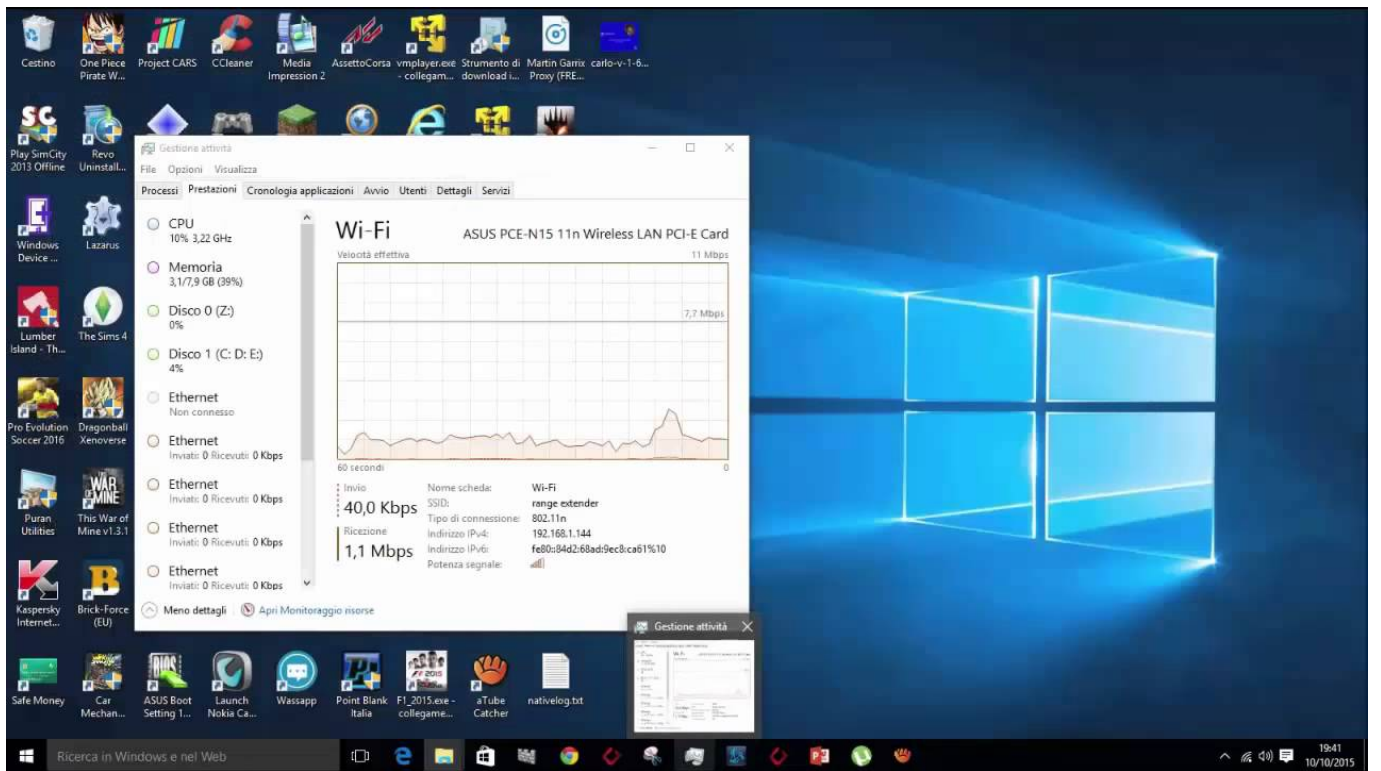 Cestino
One Piece
Pirate W...
Project CARS
CCleaner
Media
Impression 2
AssettoCorsa
vmplayer.exe
- collegam...
Strumento di
download i...
Martin Garrix
Proxy (FRE...
carlo-v-1-6...
SC
Play SimCity
2013 Offline
Revo
Uninstall...
Windows
Device ...
Lazarus
Lumber
Island - Th...
The Sims 4
Pro Evolution
Soccer 2016
Dragonball
Xenoverse
Puran
Utilities
WAR
MINE
This War of
Mine v1.3.1
Kaspersky
Internet...
Brick-Force
(EU)
Gestione attività
File Opzioni Visualizza
Processi Prestazioni Cronologia applicazioni Avvio Utenti Dettagli Servizi
CPU
10% 3,22 GHz
Memoria
3,1/7,9 GB (39%)
Disco 0 (Z:)
0%
Disco 1 (C: D: E:)
4%
Ethernet
Non connesso
Ethernet
Inviati: 0 Ricevuti: 0 Kbps
Ethernet
Inviati: 0 Ricevuti: 0 Kbps
Ethernet
Inviati: 0 Ricevuti: 0 Kbps
Ethernet
Inviati: 0 Ricevuti: 0 Kbps
Wi-Fi
ASUS PCE-N15 11n Wireless LAN PCI-E Card
Velocità effettiva 11 Mbps
7,7 Mbps
60 secondi 0
Invio
40,0 Kbps
Ricezione
1,1 Mbps
Nome scheda: Wi-Fi
SSID: range extender
Tipo di connessione: 802.11n
Indirizzo IPv4: 192.168.1.144
Indirizzo IPv6: fe80::84d2:68ad:9ec8:ca61%10
Potenza segnale:
Meno dettagli Apri Monitoraggio risorse
Gestione attività
Safe Money
Car
Mechan...
BIOS
ASUS Boot
Setting 1...
Launch
Nokia Ca...
Wassapp
Point Blank
Italia
F1 2015
F1_2015.exe -
collegame...
aTube
Catcher
nativelog.txt
Ricerca in Windows e nel Web
19:41
10/10/2015